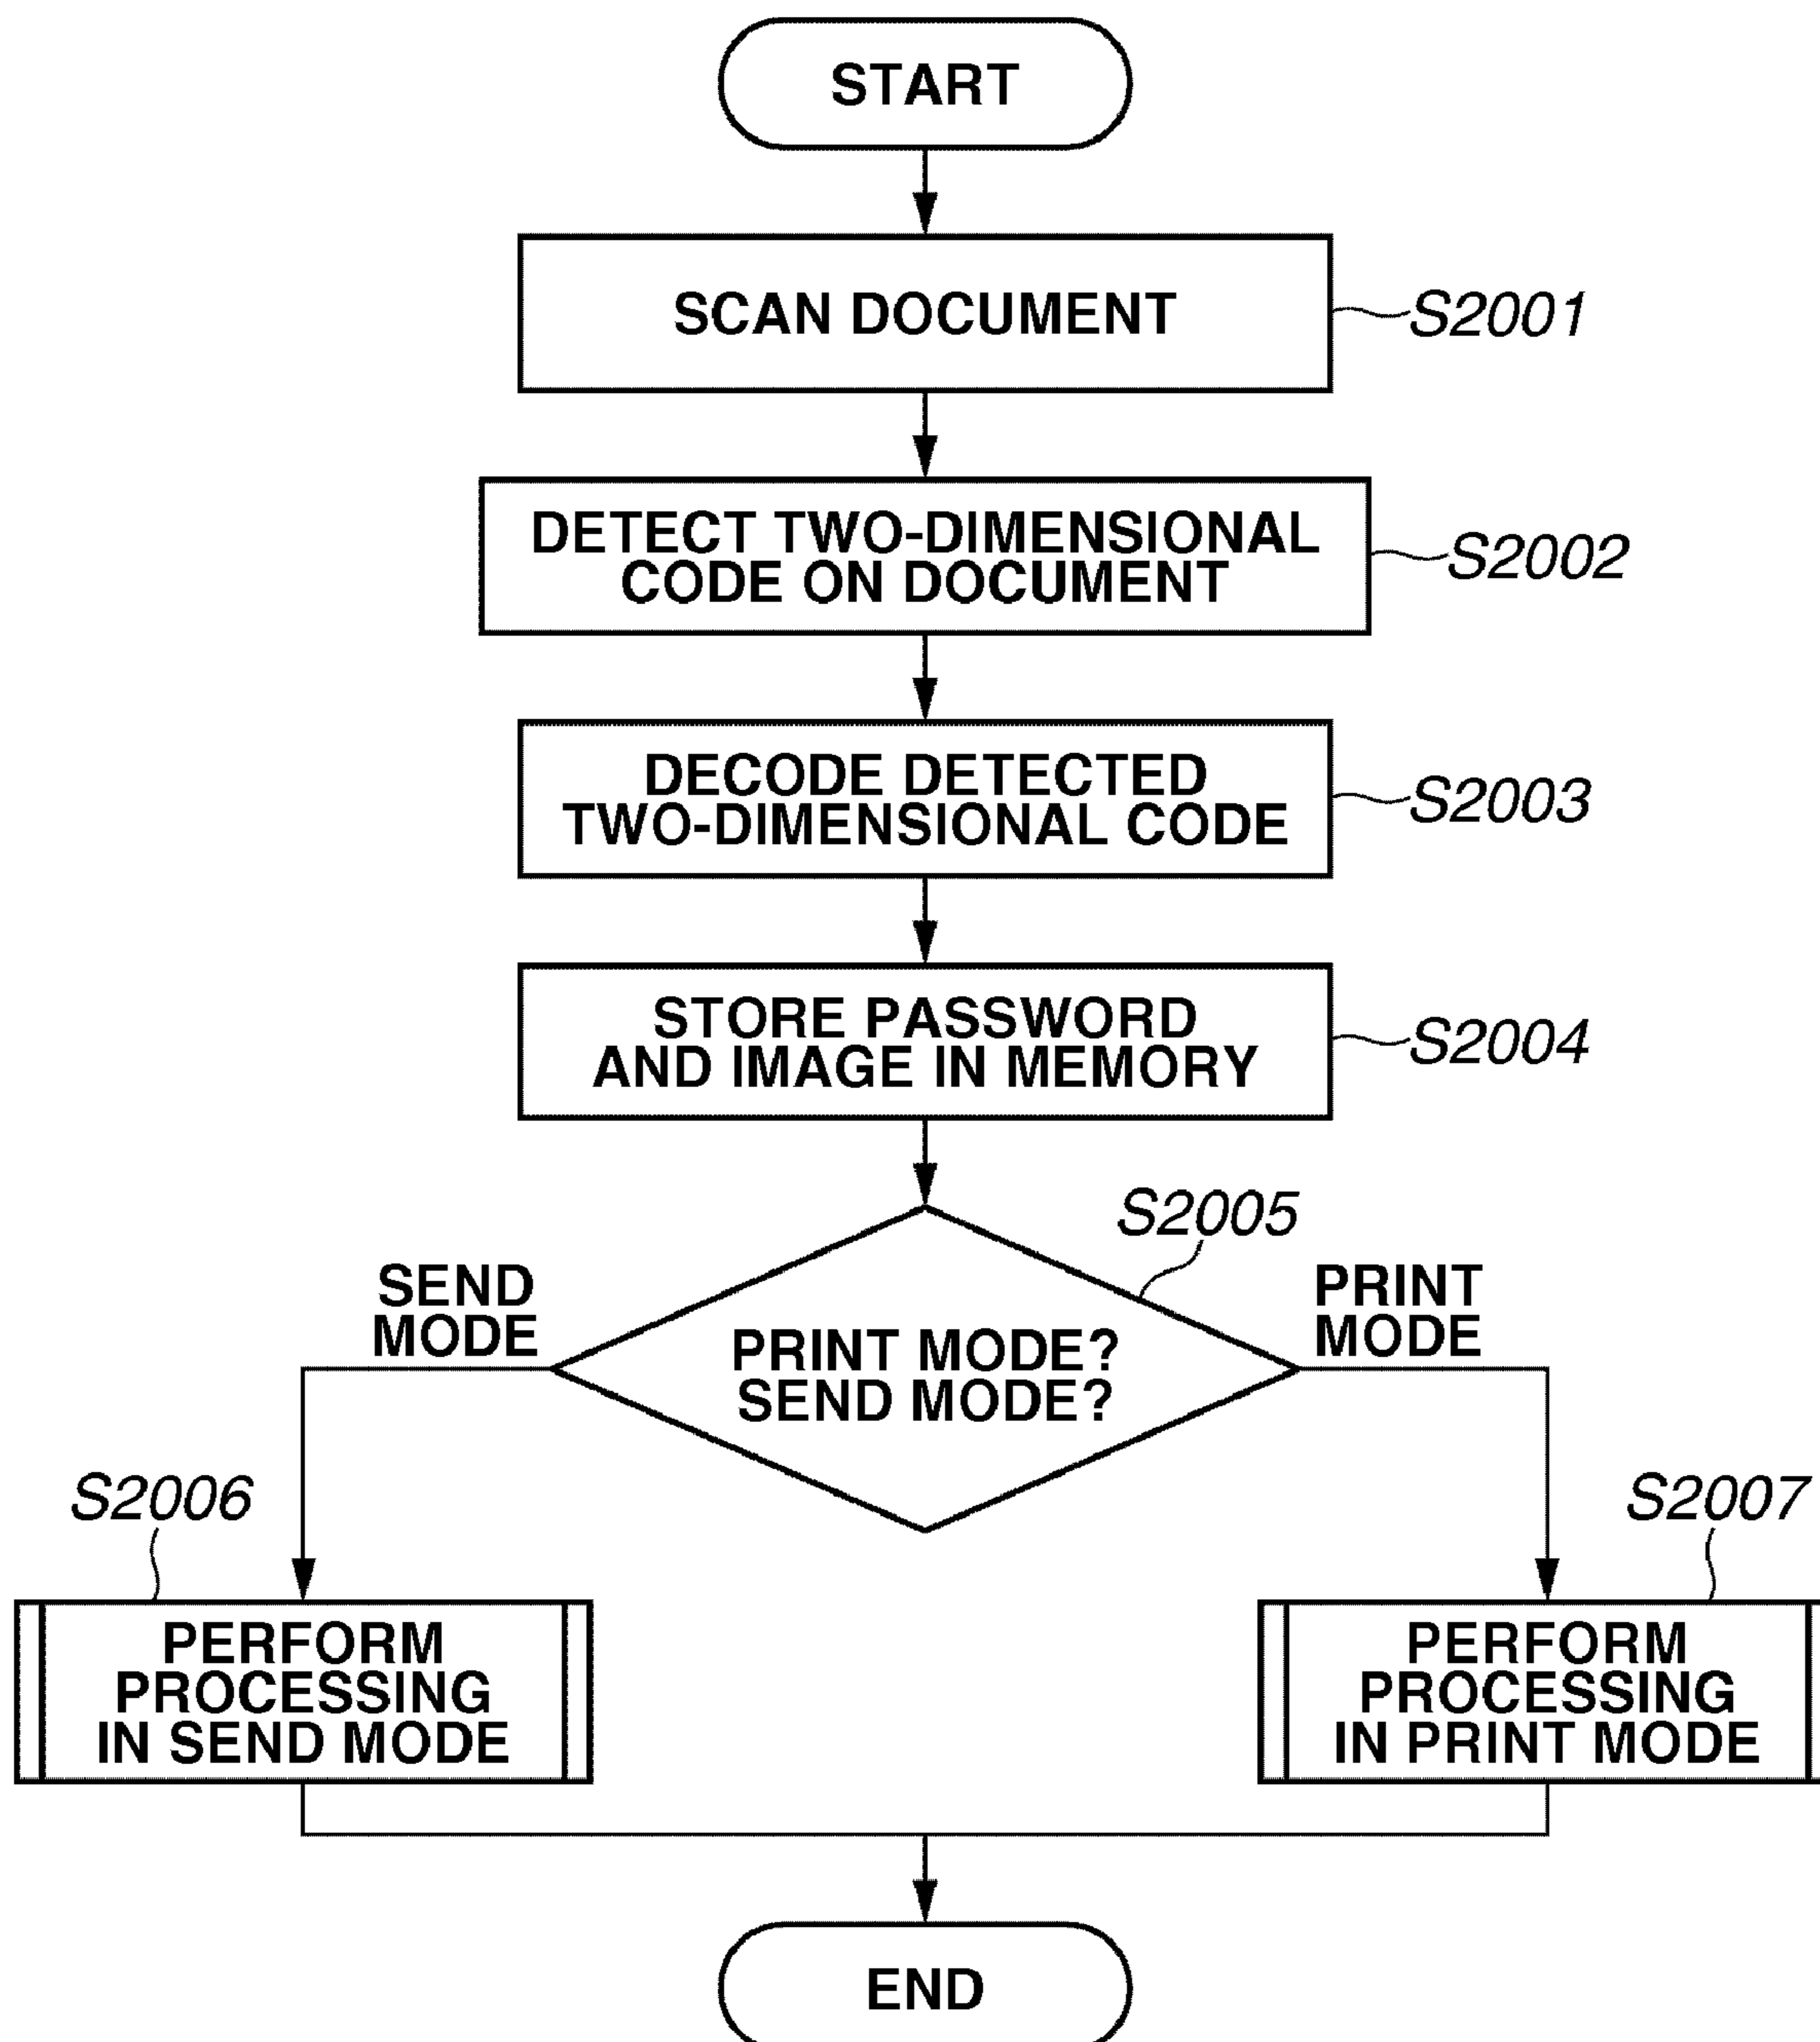 START
SCAN DOCUMENT
S2001
DETECT TWO-DIMENSIONAL
CODE ON DOCUMENT
S2002
DECODE DETECTED
TWO-DIMENSIONAL CODE
S2003
STORE PASSWORD
AND IMAGE IN MEMORY
S2004
S2005
SEND
MODE
PRINT MODE?
SEND MODE?
PRINT
MODE
S2006
PERFORM
PROCESSING
IN SEND MODE
S2007
PERFORM
PROCESSING
IN PRINT MODE
END